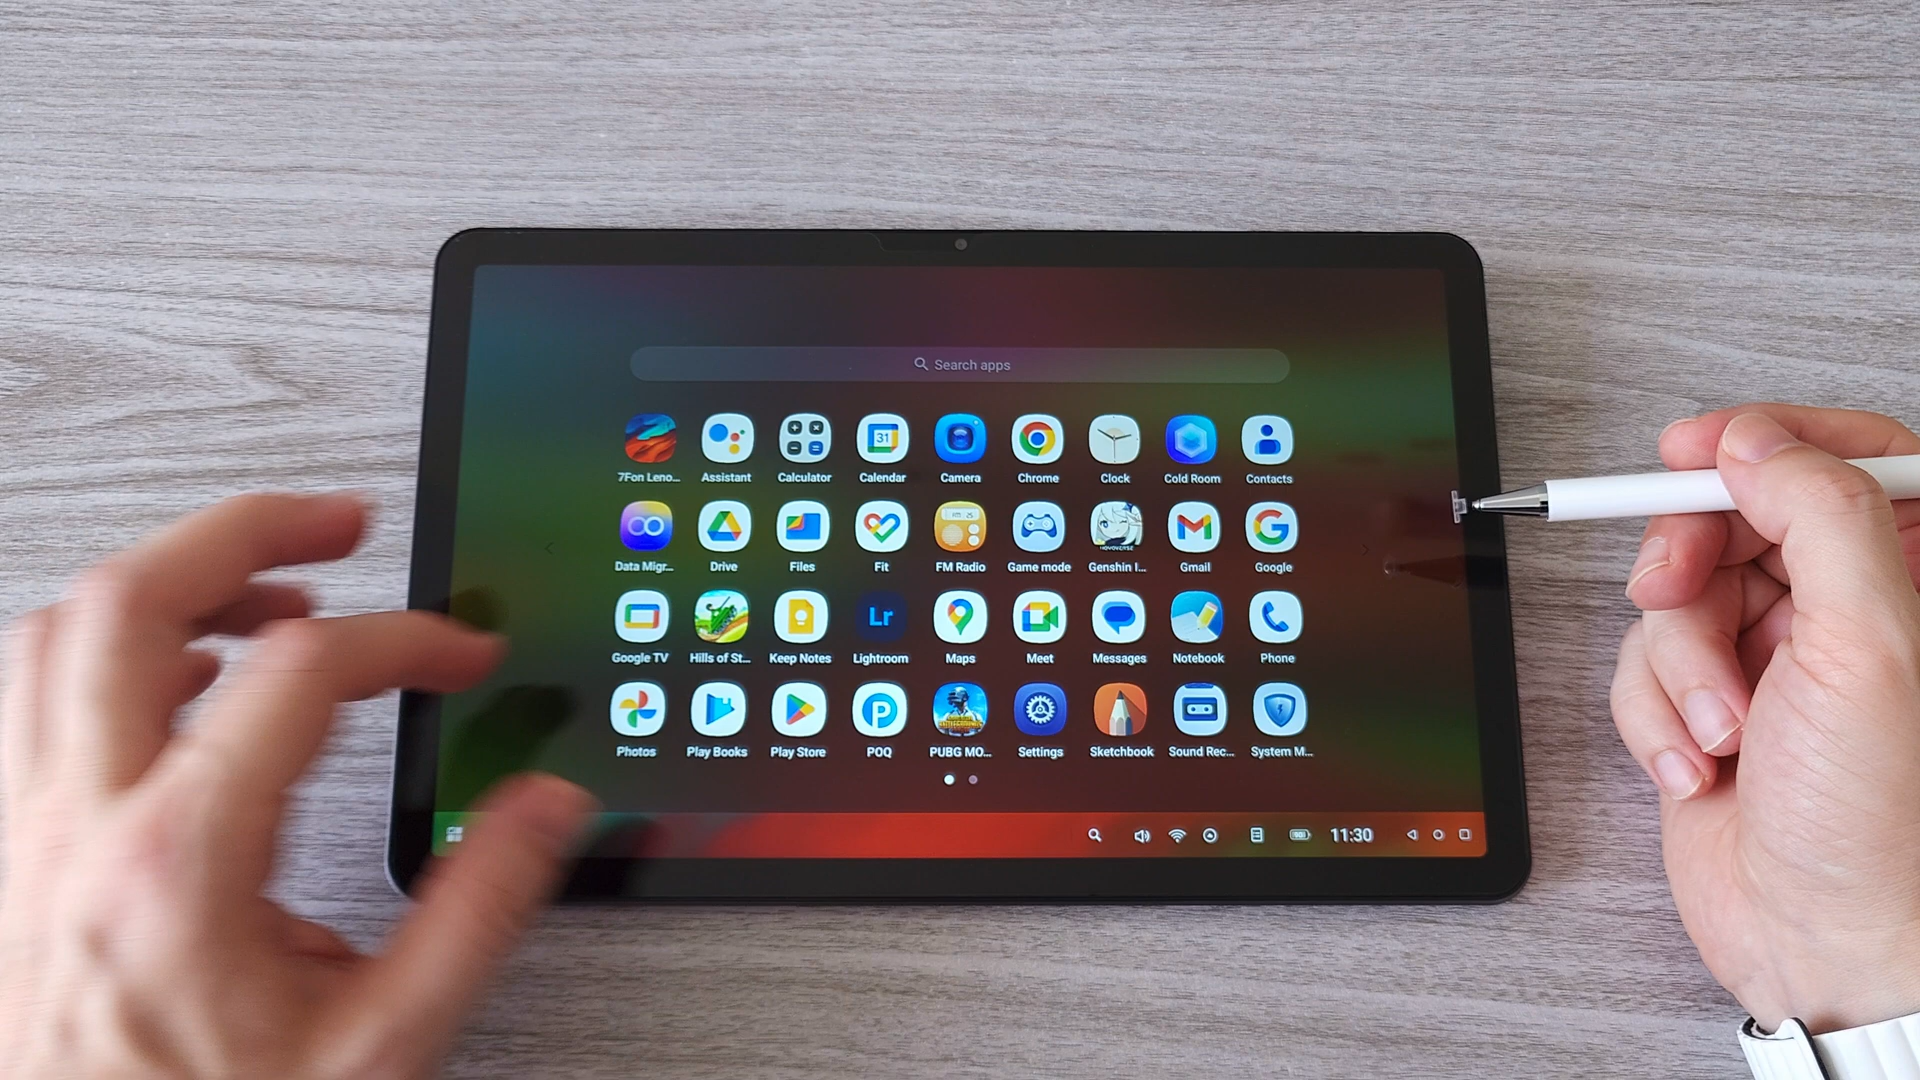 Search apps
7Fon Leno... Assistant Calculator Calendar Camera Chrome Clock Cold Room Contacts
31
Data Migr... Drive Files Fit FM Radio Game mode Genshin I... Gmail Google
Google TV Hills of St... Keep Notes Lightroom Maps Meet Messages Notebook Phone
Lr
Photos Play Books Play Store POQ PUBG MO... Settings Sketchbook Sound Rec... System M...
11:30